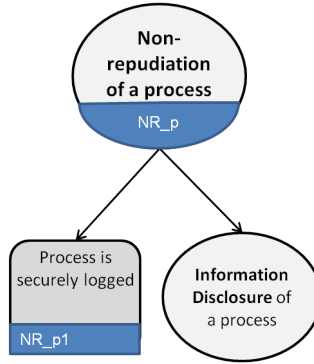 Non-
repudiation
of a process
NR_p
Process is
securely logged
NR_p1
Information
Disclosure of
a process